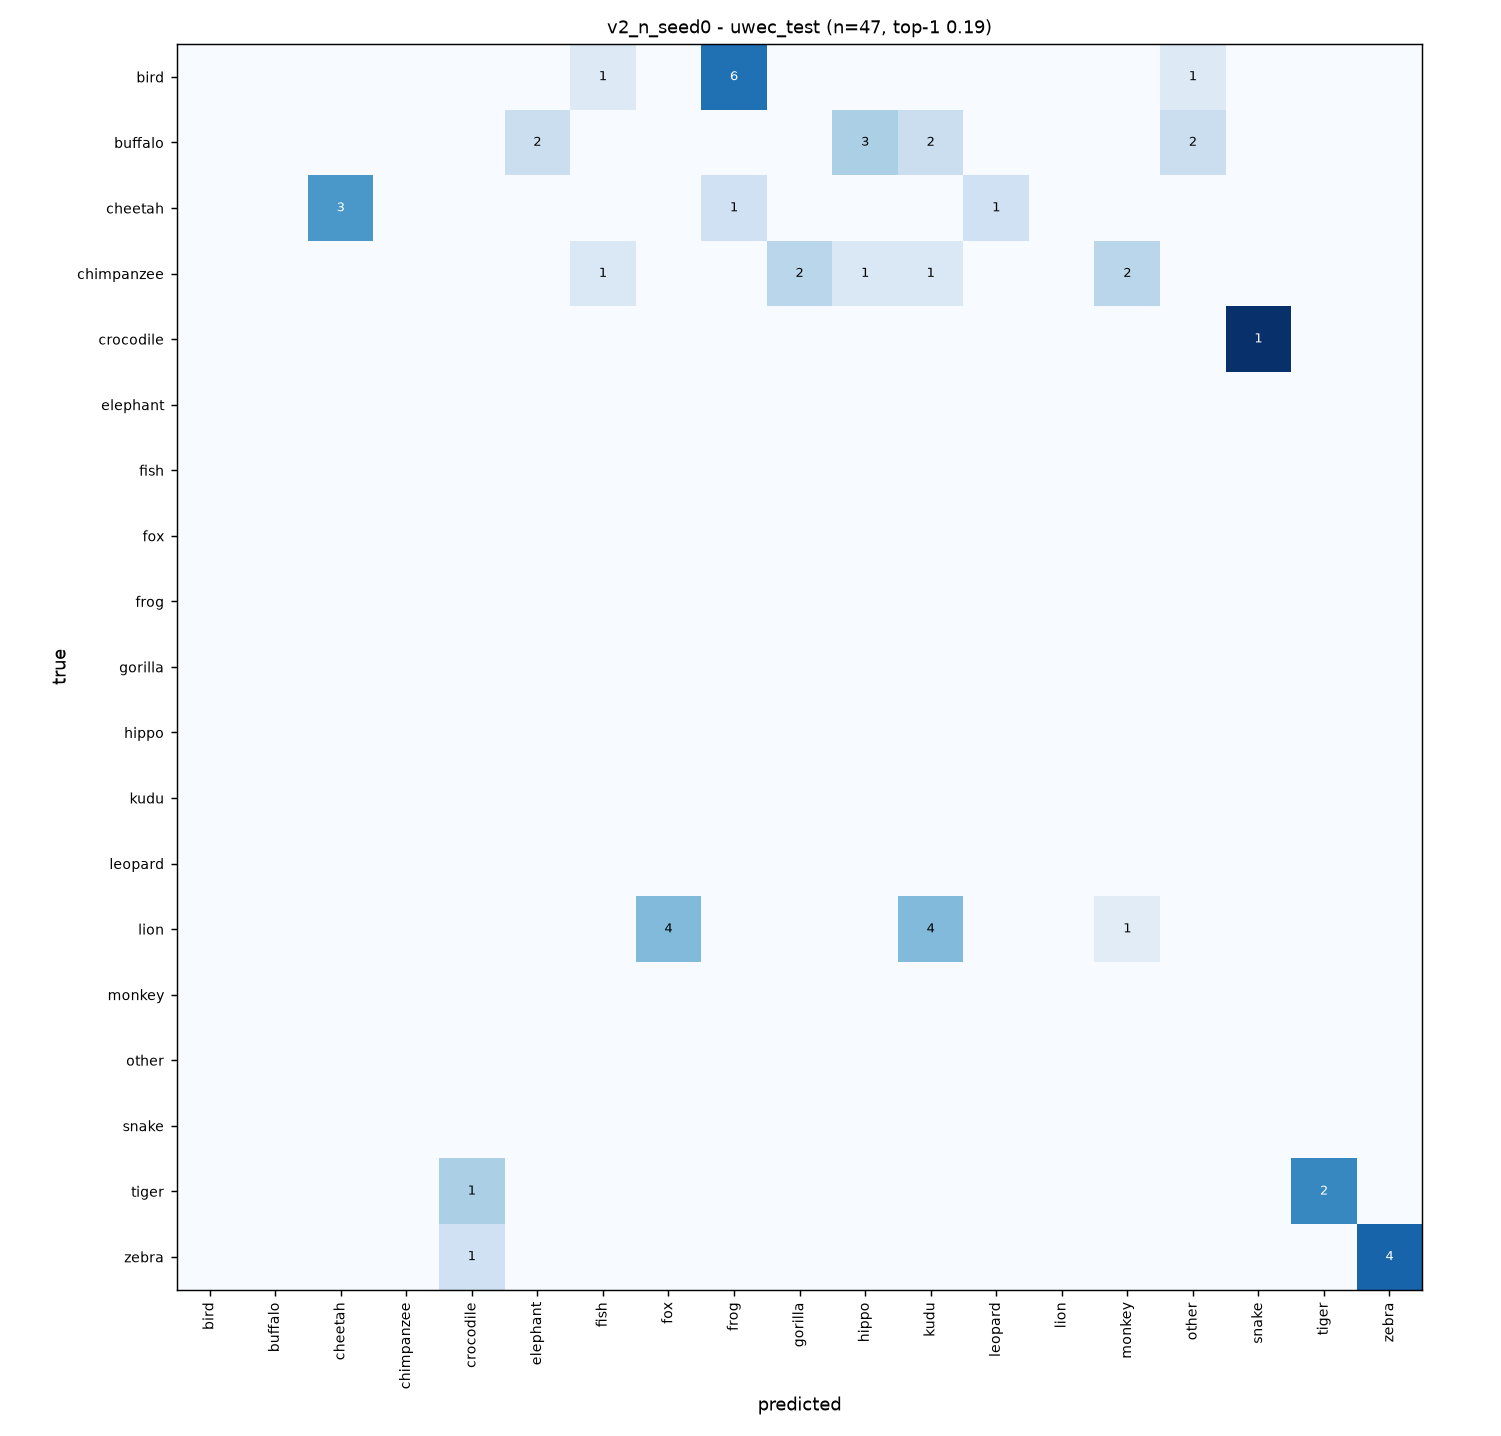 v2_n_seed0 - uwec_test (n=47, top-1 0.19)
bird 1 6 1
buffalo 2 3 2 2
cheetah 3 1 1
chimpanzee 1 2 1 1 2
crocodile 1
elephant
fish
fox
frog
gorilla
hippo
kudu
leopard
lion 4 4 1
monkey
other
snake
tiger 1 2
zebra 1 4
true
bird buffalo cheetah chimpanzee crocodile elephant fish fox frog gorilla hippo kudu leopard lion monkey other snake tiger zebra
predicted